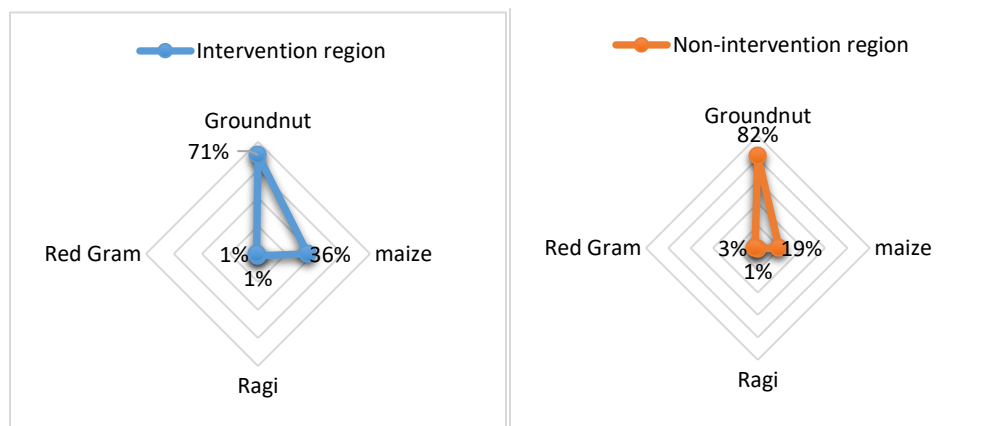 Intervention region
Groundnut
71%
Red Gram
1%
36%
maize
1%
Ragi
Non-intervention region
Groundnut
82%
Red Gram
3%
19%
maize
1%
Ragi